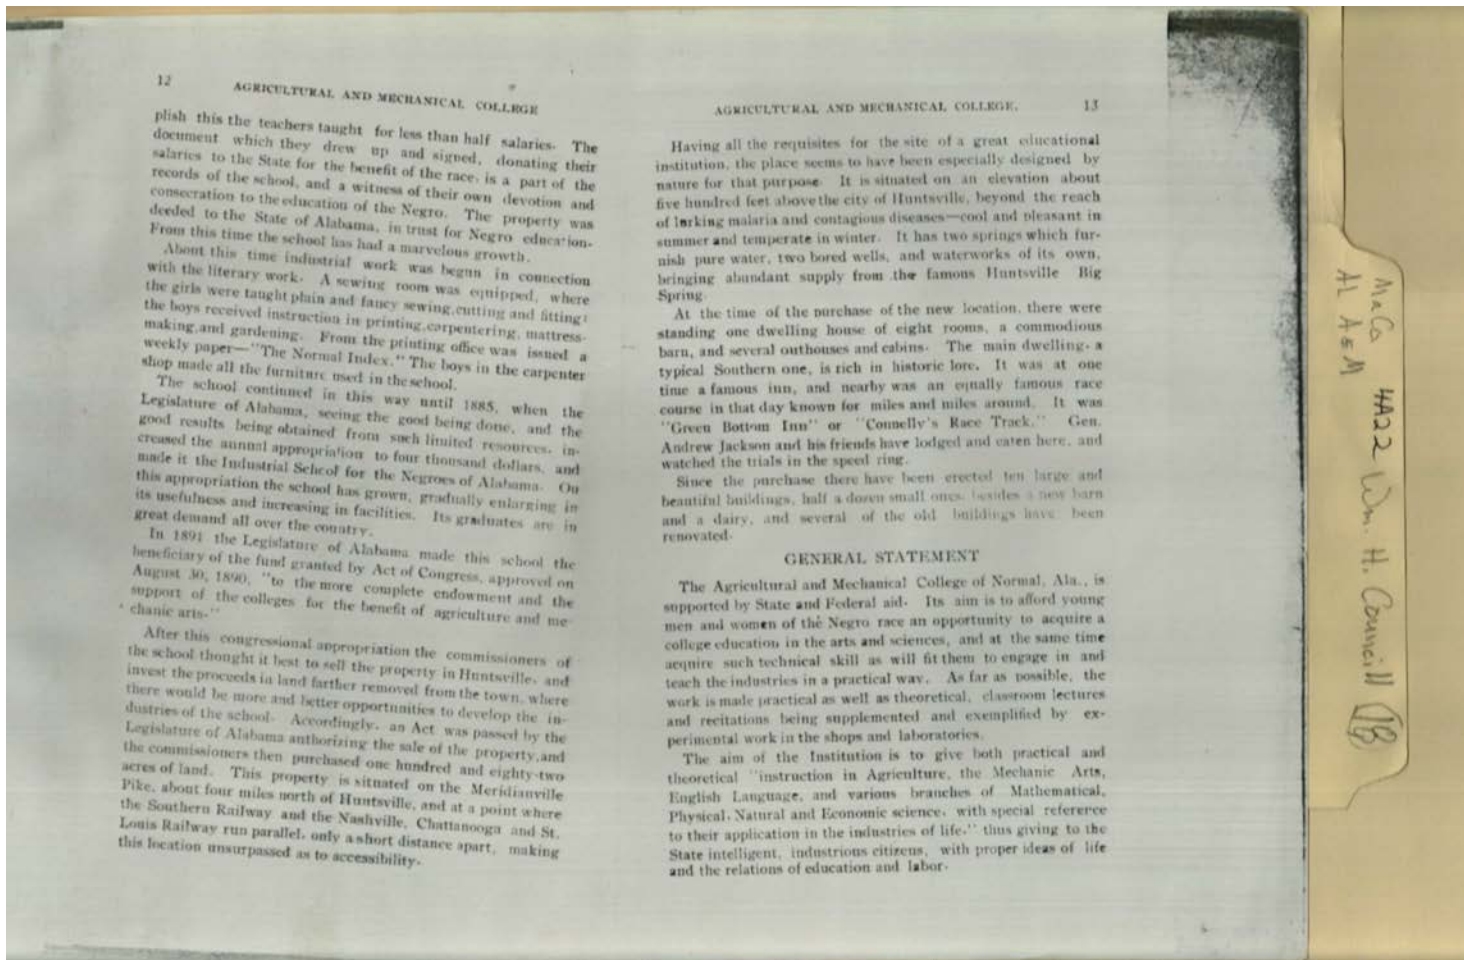 12 AGRICULTURAL AND MECHANICAL COLLEGE
plish this the teachers taught for less than half salaries. The
document which they drew up and signed, donating their
salaries to the State for the benefit of the race, is a part of the
records of the school, and a witness of their own devotion and
consecration to the education of the Negro. The property was
deeded to the State of Alabama, in trust for Negro education.
From this time the school has had a marvelous growth.
About this time industrial work was begun in connection
with the literary work. A sewing room was equipped, where
the girls were taught plain and fancy sewing, cutting and fitting;
the boys received instruction in printing, carpentering, mattress-
making, and gardening. From the printing office was issued a
weekly paper—"The Normal Index." The boys in the carpenter
shop made all the furniture used in the school.
The school continued in this way until 1885, when the
Legislature of Alabama, seeing the good being done, and the
good results being obtained from such limited resources, in-
creased the annual appropriation to four thousand dollars, and
made it the Industrial School for the Negroes of Alabama. On
this appropriation the school has grown, gradually enlarging in
its usefulness and increasing in facilities. Its graduates are in
great demand all over the country.
In 1891 the Legislature of Alabama made this school the
beneficiary of the fund granted by Act of Congress, approved on
August 30, 1890, "to the more complete endowment and the
support of the colleges for the benefit of agriculture and me-
chanic arts."
After this congressional appropriation the commissioners of
the school thought it best to sell the property in Huntsville, and
invest the proceeds in land farther removed from the town, where
there would be more and better opportunities to develop the in-
dustries of the school. Accordingly, an Act was passed by the
Legislature of Alabama authorizing the sale of the property, and
the commissioners then purchased one hundred and eighty-two
acres of land. This property is situated on the Meridianville
Pike, about four miles north of Huntsville, and at a point where
the Southern Railway and the Nashville, Chattanooga and St.
Louis Railway run parallel, only a short distance apart, making
this location unsurpassed as to accessibility.
AGRICULTURAL AND MECHANICAL COLLEGE. 13
Having all the requisites for the site of a great educational
institution, the place seems to have been especially designed by
nature for that purpose. It is situated on an elevation about
five hundred feet above the city of Huntsville, beyond the reach
of lurking malaria and contagious diseases—cool and pleasant in
summer and temperate in winter. It has two springs which fur-
nish pure water, two bored wells, and waterworks of its own,
bringing abundant supply from the famous Huntsville Big
Spring.
At the time of the purchase of the new location, there were
standing one dwelling house of eight rooms, a commodious
barn, and several outhouses and cabins. The main dwelling, a
typical Southern one, is rich in historic lore. It was at one
time a famous inn, and nearby was an equally famous race
course in that day known for miles and miles around. It was
"Green Bottom Inn" or "Connelly's Race Track." Gen.
Andrew Jackson and his friends have lodged and eaten here, and
watched the trials in the speed ring.
Since the purchase there have been erected ten large and
beautiful buildings, half a dozen small ones, besides a new barn
and a dairy, and several of the old buildings have been
renovated.
GENERAL STATEMENT
The Agricultural and Mechanical College of Normal, Ala., is
supported by State and Federal aid. Its aim is to afford young
men and women of the Negro race an opportunity to acquire a
college education in the arts and sciences, and at the same time
acquire such technical skill as will fit them to engage in and
teach the industries in a practical way. As far as possible, the
work is made practical as well as theoretical, classroom lectures
and recitations being supplemented and exemplified by ex-
perimental work in the shops and laboratories.
The aim of the Institution is to give both practical and
theoretical "instruction in Agriculture, the Mechanic Arts,
English Language, and various branches of Mathematical,
Physical, Natural and Economic science, with special reference
to their application in the industries of life," thus giving to the
State intelligent, industrious citizens, with proper ideas of life
and the relations of education and labor.
MaCo 4A22 Wm. H. Councill
AL A&M